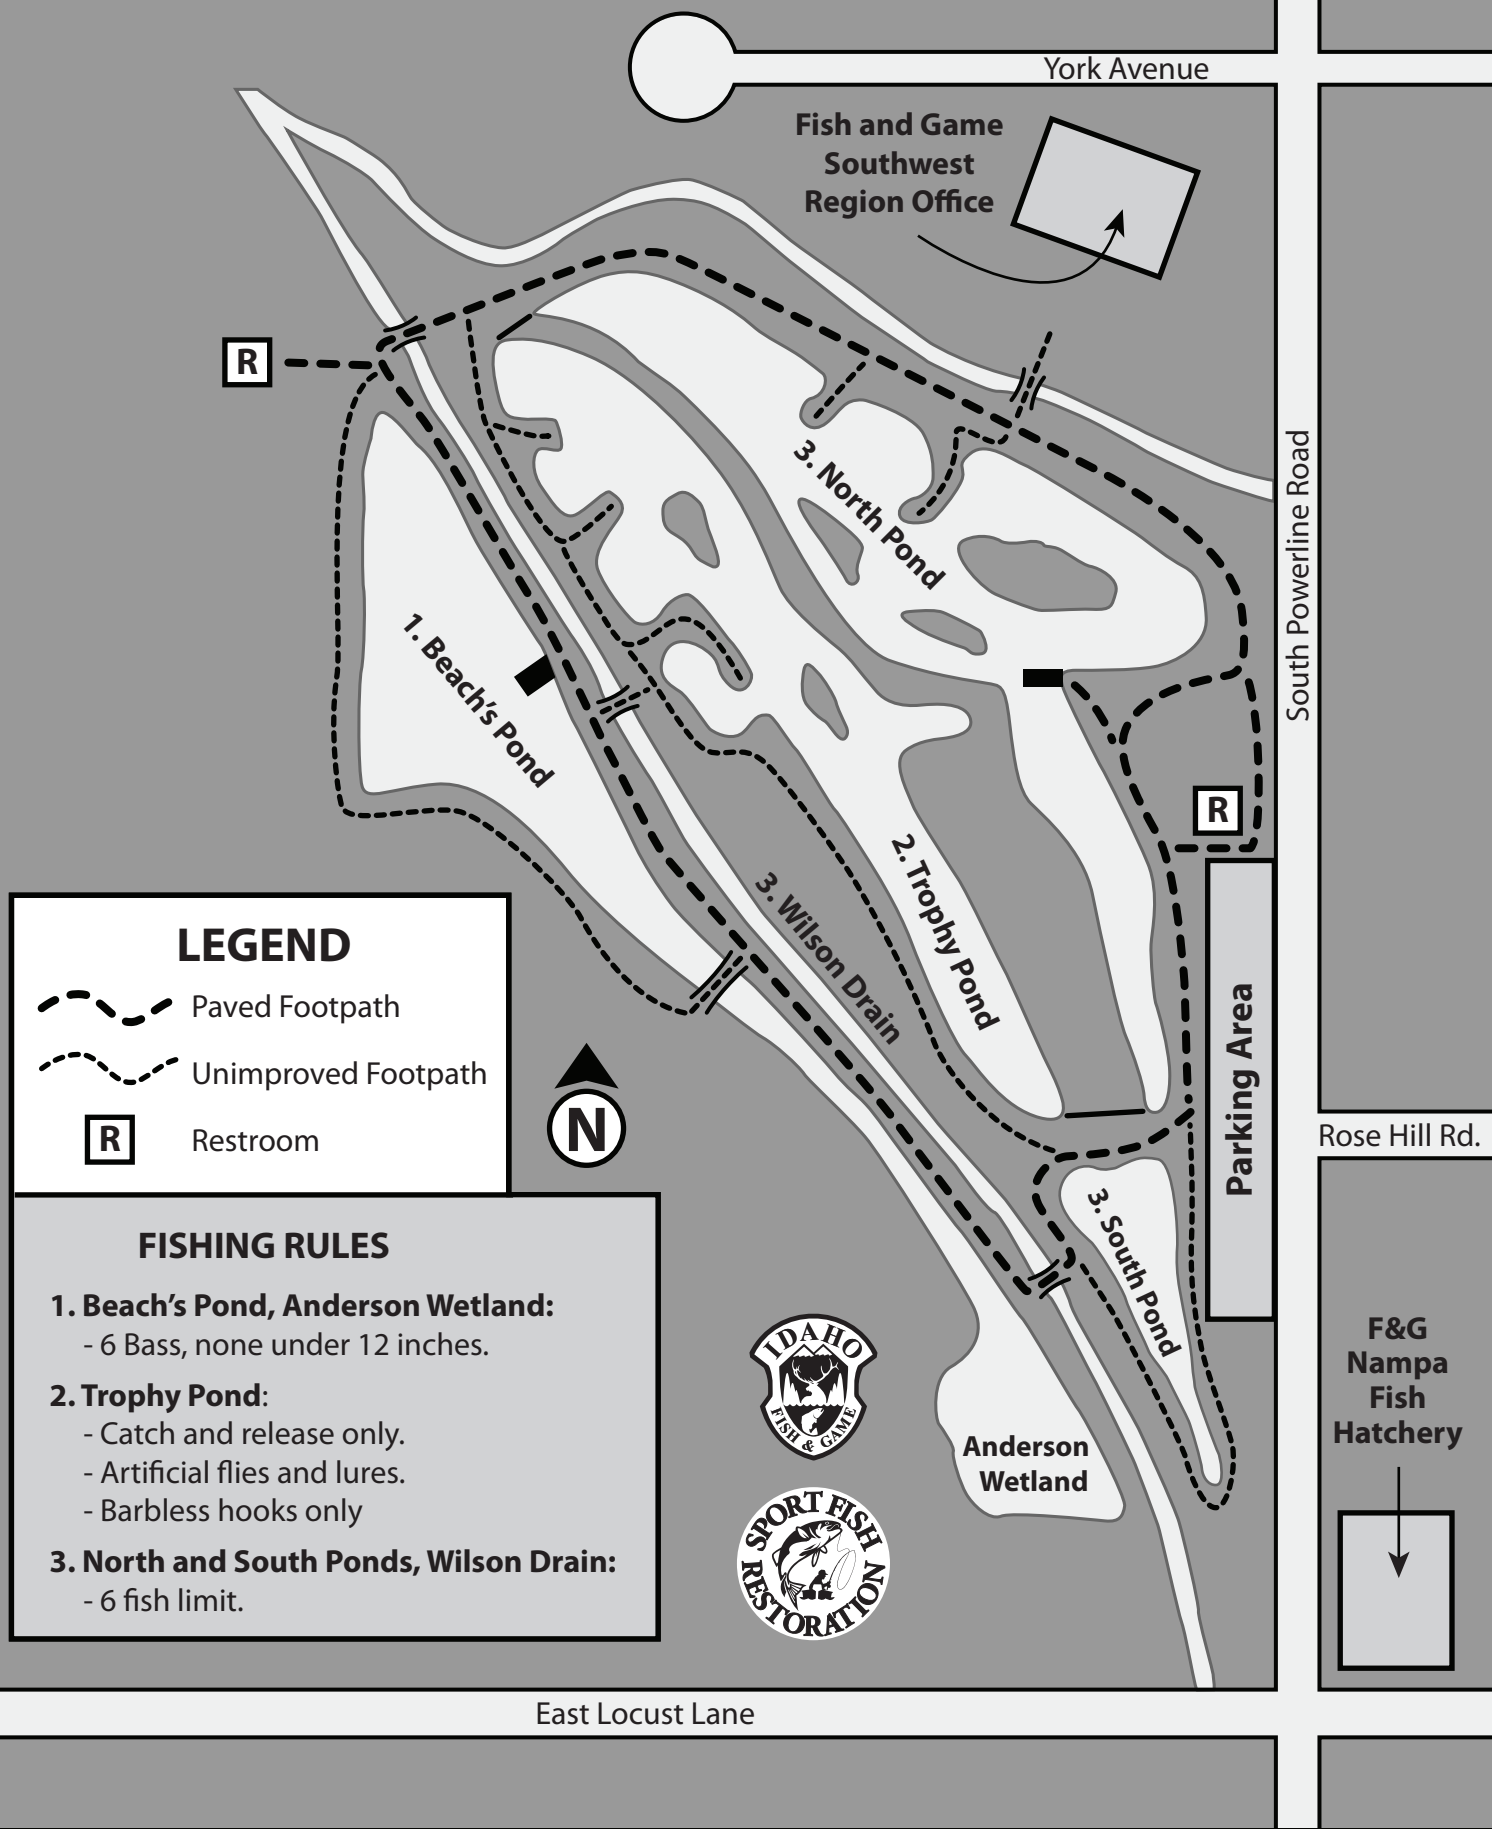 York Avenue
Fish and Game
Southwest
Region Office
R
3. North Pond
South Powerline Road
1. Beach's Pond
R
2. Trophy Pond
3. Wilson Drain
LEGEND
Paved Footpath
Unimproved Footpath
R Restroom
N
Parking Area
Rose Hill Rd.
3. South Pond
FISHING RULES
1. Beach's Pond, Anderson Wetland:
- 6 Bass, none under 12 inches.
2. Trophy Pond:
- Catch and release only.
- Artificial flies and lures.
- Barbless hooks only
3. North and South Ponds, Wilson Drain:
- 6 fish limit.
IDAHO
FISH & GAME
SPORT FISH
RESTORATION
Anderson
Wetland
F&G
Nampa
Fish
Hatchery
East Locust Lane